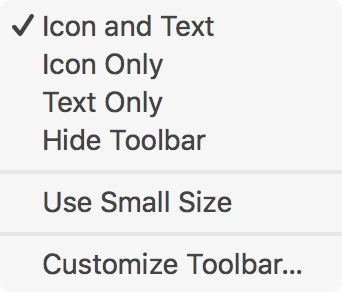 Icon and Text
Icon Only
Text Only
Hide Toolbar
Use Small Size
Customize Toolbar...